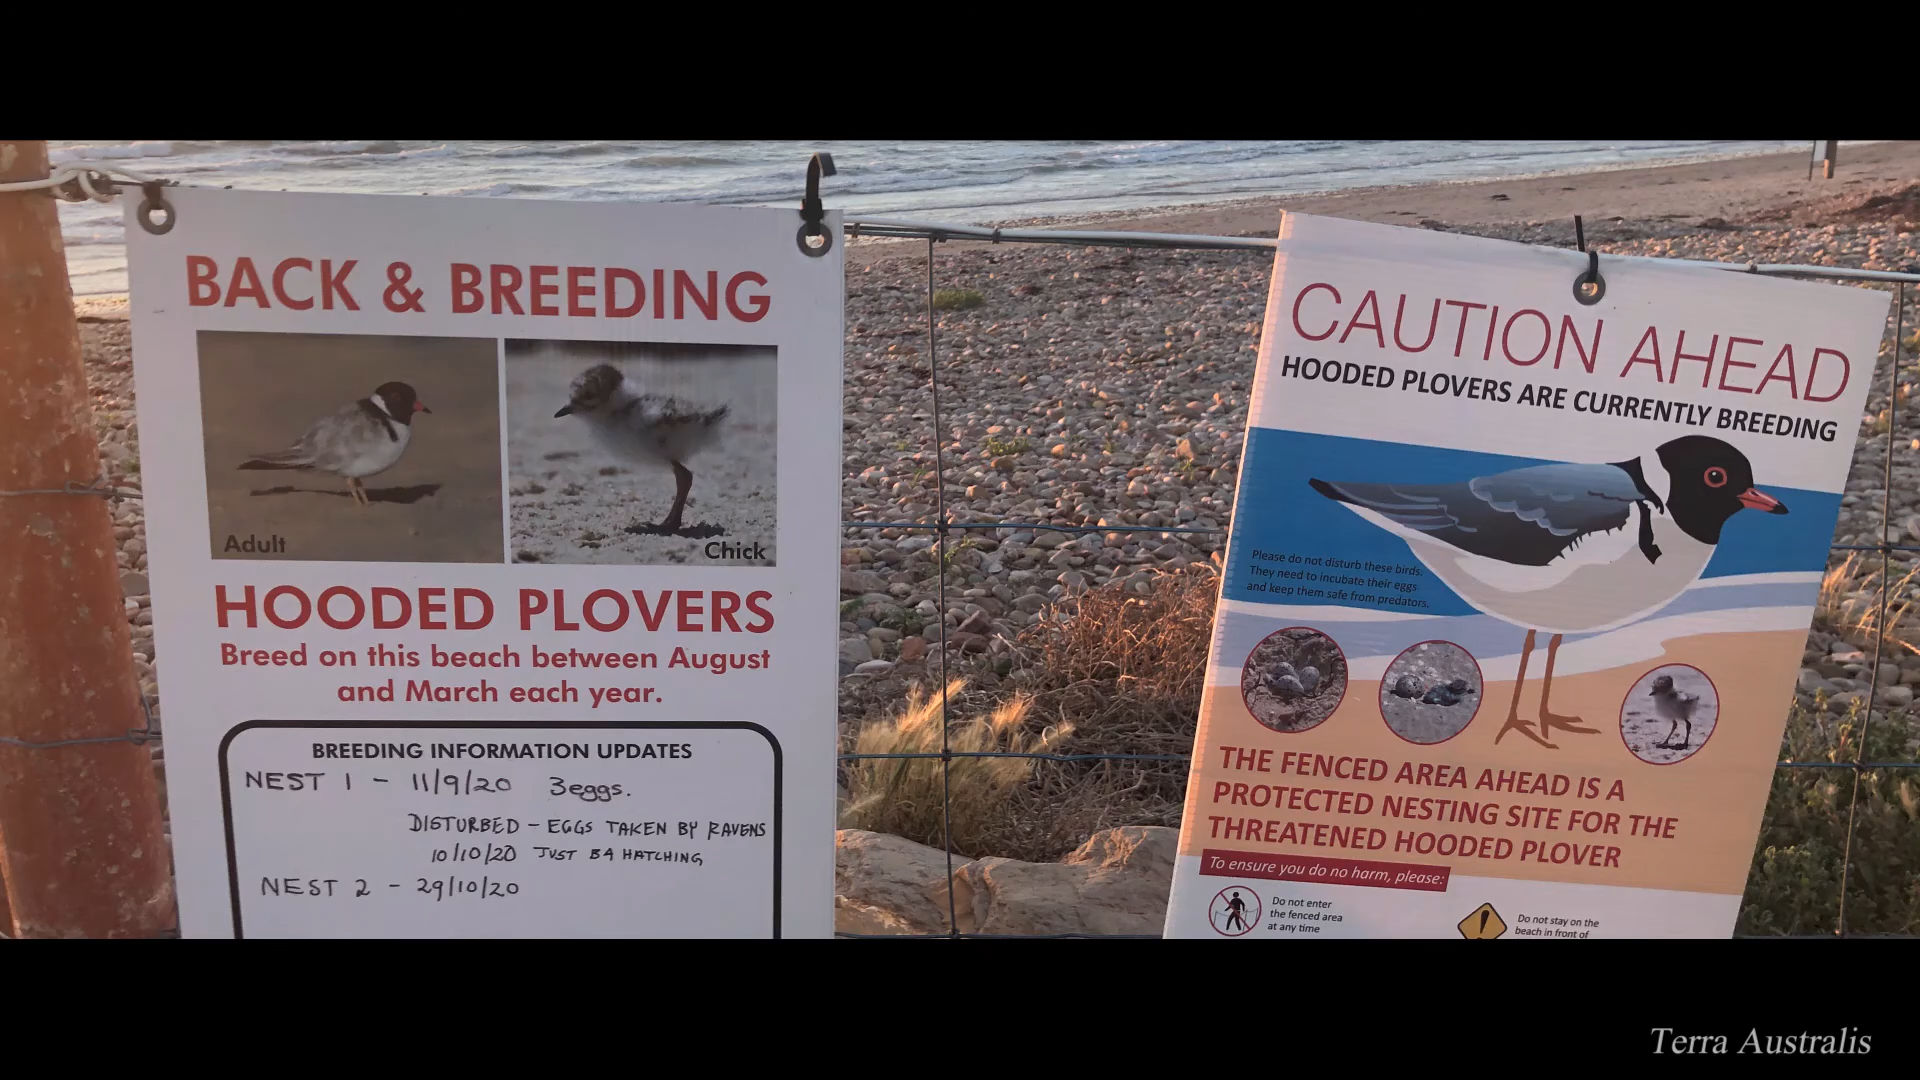 BACK & BREEDING
Adult
Chick
HOODED PLOVERS
Breed on this beach between August
and March each year.
BREEDING INFORMATION UPDATES
NEST 1 - 11/9/20 3eggs.
DISTURBED - EGGS TAKEN BY RAVENS
10/10/20 JUST B4 HATCHING
NEST 2 - 29/10/20
CAUTION AHEAD
HOODED PLOVERS ARE CURRENTLY BREEDING
Please do not disturb these birds.
They need to incubate their eggs
and keep them safe from predators.
THE FENCED AREA AHEAD IS A
PROTECTED NESTING SITE FOR THE
THREATENED HOODED PLOVER
To ensure you do no harm, please:
Do not enter
the fenced area
at any time
Do not stay on the
beach in front of
Terra Australis